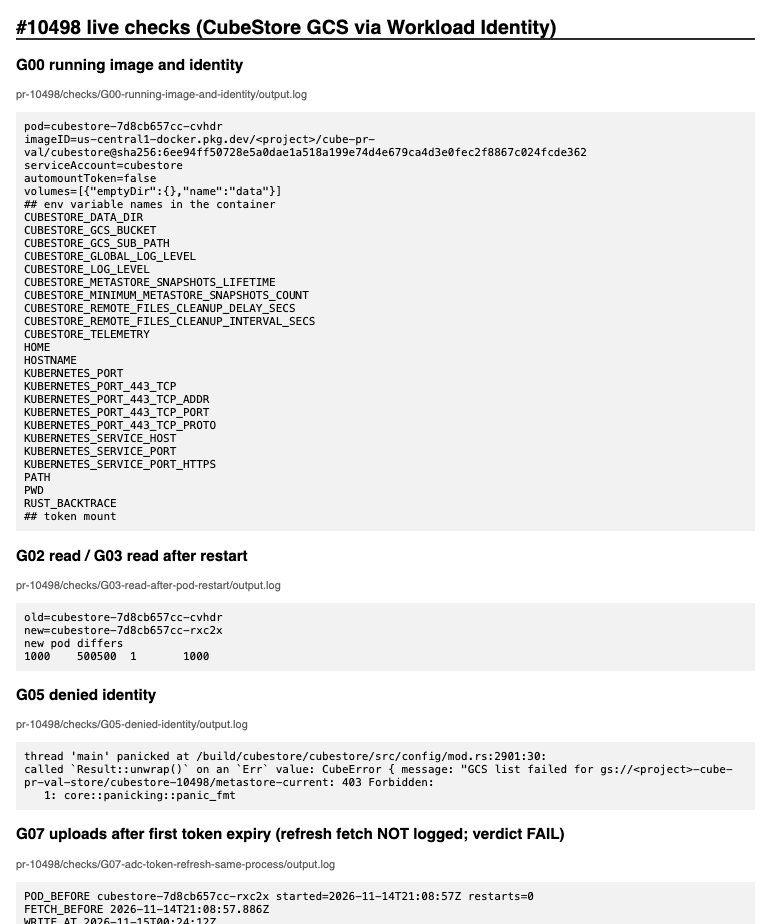 #10498 live checks (CubeStore GCS via Workload Identity)
G00 running image and identity
pr-10498/checks/G00-running-image-and-identity/output.log
pod=cubestore-7d8cb657cc-cvhdr
imageID=us-central1-docker.pkg.dev/<project>/cube-pr-
val/cubestore@sha256:6ee94ff50728e5a0dae1a518a199e74d4e679ca4d3e0fec2f8867c024fcde362
serviceAccount=cubestore
automountToken=false
volumes=[{"emptyDir":{},"name":"data"}]
## env variable names in the container
CUBESTORE_DATA_DIR
CUBESTORE_GCS_BUCKET
CUBESTORE_GCS_SUB_PATH
CUBESTORE_GLOBAL_LOG_LEVEL
CUBESTORE_LOG_LEVEL
CUBESTORE_METASTORE_SNAPSHOTS_LIFETIME
CUBESTORE_MINIMUM_METASTORE_SNAPSHOTS_COUNT
CUBESTORE_REMOTE_FILES_CLEANUP_DELAY_SECS
CUBESTORE_REMOTE_FILES_CLEANUP_INTERVAL_SECS
CUBESTORE_TELEMETRY
HOME
HOSTNAME
KUBERNETES_PORT
KUBERNETES_PORT_443_TCP
KUBERNETES_PORT_443_TCP_ADDR
KUBERNETES_PORT_443_TCP_PORT
KUBERNETES_PORT_443_TCP_PROTO
KUBERNETES_SERVICE_HOST
KUBERNETES_SERVICE_PORT
KUBERNETES_SERVICE_PORT_HTTPS
PATH
PWD
RUST_BACKTRACE
## token mount
G02 read / G03 read after restart
pr-10498/checks/G03-read-after-pod-restart/output.log
old=cubestore-7d8cb657cc-cvhdr
new=cubestore-7d8cb657cc-rxc2x
new pod differs
1000 500500 1 1000
G05 denied identity
pr-10498/checks/G05-denied-identity/output.log
thread 'main' panicked at /build/cubestore/cubestore/src/config/mod.rs:2901:30:
called `Result::unwrap()` on an `Err` value: CubeError { message: "GCS list failed for gs://<project>-cube-
pr-val-store/cubestore-10498/metastore-current: 403 Forbidden:
1: core::panicking::panic_fmt
G07 uploads after first token expiry (refresh fetch NOT logged; verdict FAIL)
pr-10498/checks/G07-adc-token-refresh-same-process/output.log
POD_BEFORE cubestore-7d8cb657cc-rxc2x started=2026-11-14T21:08:57Z restarts=0
FETCH_BEFORE 2026-11-14T21:08:57.886Z
WRITE_AT 2026-11-15T00:24:12Z